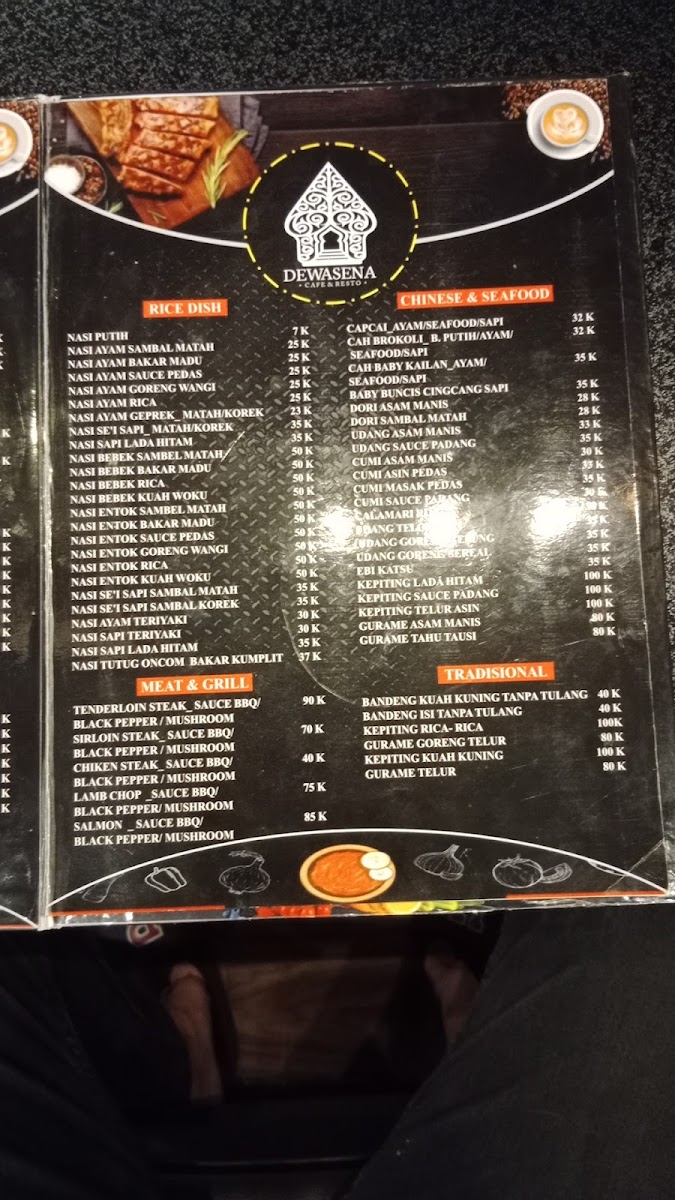 DEWASENA
• CAFE & RESTO •
RICE DISH
NASI PUTIH 7 K
NASI AYAM SAMBAL MATAH 25 K
NASI AYAM BAKAR MADU 25 K
NASI AYAM SAUCE PEDAS 25 K
NASI AYAM GORENG WANGI 25 K
NASI AYAM RICA 25 K
NASI AYAM GEPREK_ MATAH/KOREK 23 K
NASI SE'I SAPI_ MATAH/KOREK 35 K
NASI SAPI LADA HITAM 35 K
NASI BEBEK SAMBEL MATAH 50 K
NASI BEBEK BAKAR MADU 50 K
NASI BEBEK RICA 50 K
NASI BEBEK KUAH WOKU 50 K
NASI ENTOK SAMBEL MATAH 50 K
NASI ENTOK BAKAR MADU 50 K
NASI ENTOK SAUCE PEDAS 50 K
NASI ENTOK GORENG WANGI 50 K
NASI ENTOK RICA 50 K
NASI ENTOK KUAH WOKU 50 K
NASI SE'I SAPI SAMBAL MATAH 35 K
NASI SE'I SAPI SAMBAL KOREK 35 K
NASI AYAM TERIYAKI 30 K
NASI SAPI TERIYAKI 30 K
NASI SAPI LADA HITAM 35 K
NASI TUTUG ONCOM BAKAR KUMPLIT 37 K
MEAT & GRILL
TENDERLOIN STEAK_ SAUCE BBQ/ 90 K
BLACK PEPPER / MUSHROOM
SIRLOIN STEAK_ SAUCE BBQ/ 70 K
BLACK PEPPER / MUSHROOM
CHIKEN STEAK_ SAUCE BBQ/ 40 K
BLACK PEPPER / MUSHROOM
LAMB CHOP _SAUCE BBQ/ 75 K
BLACK PEPPER/ MUSHROOM
SALMON _ SAUCE BBQ/ 85 K
BLACK PEPPER/ MUSHROOM
CHINESE & SEAFOOD
CAPCAI_AYAM/SEAFOOD/SAPI 32 K
CAH BROKOLI_ B. PUTIH/AYAM/ 32 K
SEAFOOD/SAPI
CAH BABY KAILAN_AYAM/ 35 K
SEAFOOD/SAPI
BABY BUNCIS CINGCANG SAPI 35 K
DORI ASAM MANIS 28 K
DORI SAMBAL MATAH 28 K
UDANG ASAM MANIS 33 K
UDANG SAUCE PADANG 35 K
CUMI ASAM MANIS 30 K
CUMI ASIN PEDAS 33 K
CUMI MASAK PEDAS 35 K
CUMI SAUCE PADANG 30 K
CALAMARI
UDANG 35 K
UDANG 35 K
UDANG GORENG SEREAL 35 K
EBI KATSU 35 K
KEPITING LADA HITAM 100 K
KEPITING SAUCE PADANG 100 K
KEPITING TELUR ASIN 100 K
GURAME ASAM MANIS 80 K
GURAME TAHU TAUSI 80 K
TRADISIONAL
BANDENG KUAH KUNING TANPA TULANG 40 K
BANDENG ISI TANPA TULANG 40 K
KEPITING RICA- RICA 100K
GURAME GORENG TELUR 80 K
KEPITING KUAH KUNING 100 K
GURAME TELUR 80 K